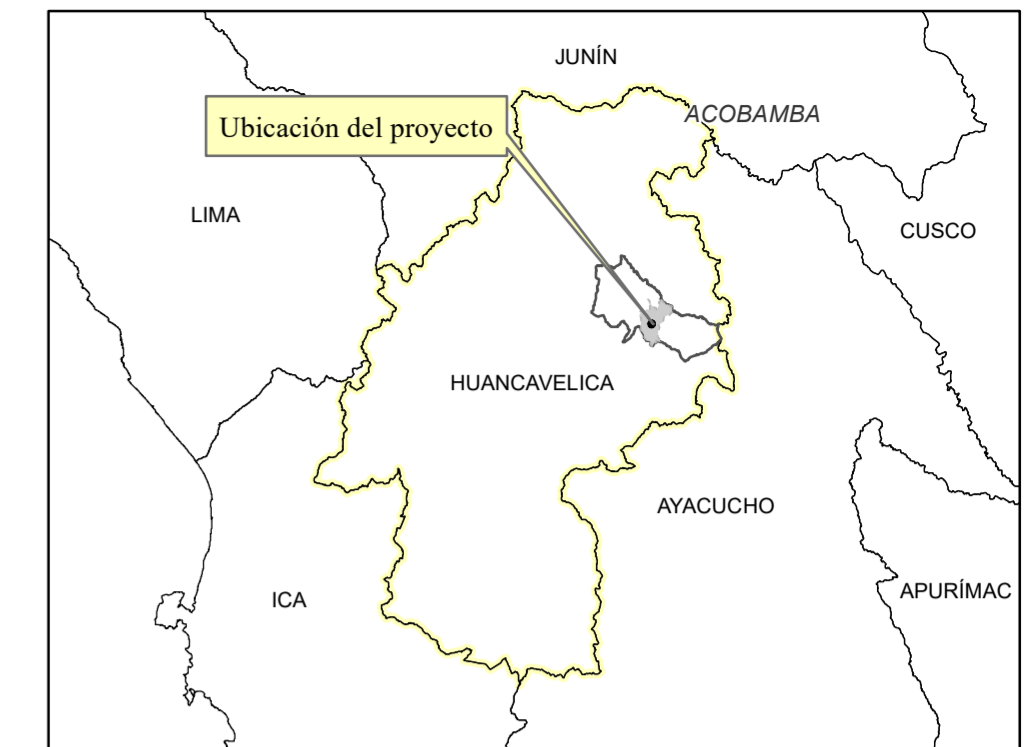 JUNÍN
ACOBAMBA
Ubicación del proyecto
LIMA
CUSCO
HUANCAVELICA
AYACUCHO
APURÍMAC
ICA